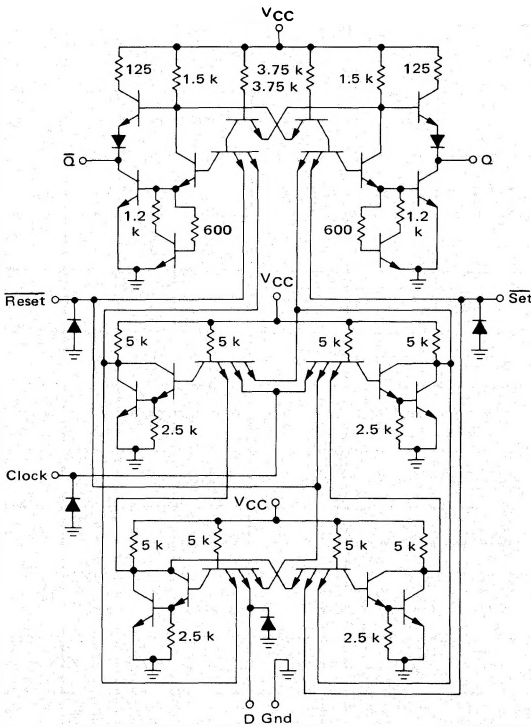 VCC
125 1.5 k 3.75 k 1.5 k 125
3.75 k
Q Q
1.2 k 600 600 1.2 k
Reset VCC Set
5 k 5 k 5 k 5 k
2.5 k 2.5 k
Clock
VCC
5 k 5 k 5 k 5 k
2.5 k 2.5 k
D Gnd